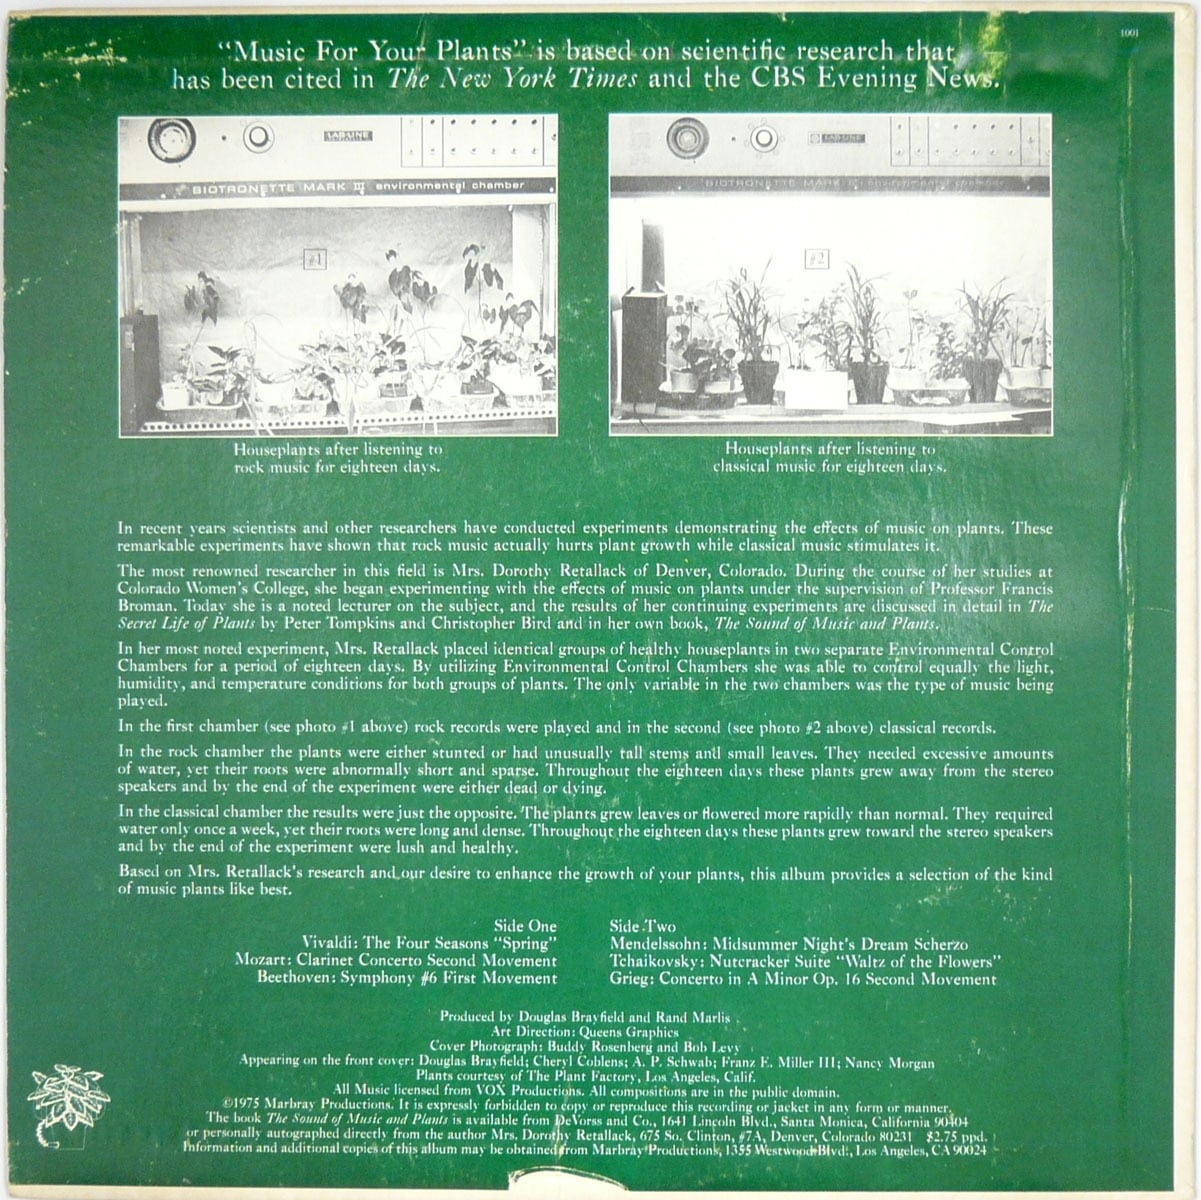 1001
“Music For Your Plants” is based on scientific research that
has been cited in The New York Times and the CBS Evening News.
LAB-LINE
BIOTRONETTE MARK III environmental chamber
#1
LAB-LINE
BIOTRONETTE MARK III environmental chamber
#2
Houseplants after listening to
rock music for eighteen days.
Houseplants after listening to
classical music for eighteen days.
In recent years scientists and other researchers have conducted experiments demonstrating the effects of music on plants. These
remarkable experiments have shown that rock music actually hurts plant growth while classical music stimulates it.
The most renowned researcher in this field is Mrs. Dorothy Retallack of Denver, Colorado. During the course of her studies at
Colorado Women's College, she began experimenting with the effects of music on plants under the supervision of Professor Francis
Broman. Today she is a noted lecturer on the subject, and the results of her continuing experiments are discussed in detail in The
Secret Life of Plants by Peter Tompkins and Christopher Bird and in her own book, The Sound of Music and Plants.
In her most noted experiment, Mrs. Retallack placed identical groups of healthy houseplants in two separate Environmental Control
Chambers for a period of eighteen days. By utilizing Environmental Control Chambers she was able to control equally the light,
humidity, and temperature conditions for both groups of plants. The only variable in the two chambers was the type of music being
played.
In the first chamber (see photo #1 above) rock records were played and in the second (see photo #2 above) classical records.
In the rock chamber the plants were either stunted or had unusually tall stems and small leaves. They needed excessive amounts
of water, yet their roots were abnormally short and sparse. Throughout the eighteen days these plants grew away from the stereo
speakers and by the end of the experiment were either dead or dying.
In the classical chamber the results were just the opposite. The plants grew leaves or flowered more rapidly than normal. They required
water only once a week, yet their roots were long and dense. Throughout the eighteen days these plants grew toward the stereo speakers
and by the end of the experiment were lush and healthy.
Based on Mrs. Retallack's research and our desire to enhance the growth of your plants, this album provides a selection of the kind
of music plants like best.
Side One
Vivaldi: The Four Seasons “Spring”
Mozart: Clarinet Concerto Second Movement
Beethoven: Symphony #6 First Movement
Side Two
Mendelssohn: Midsummer Night's Dream Scherzo
Tchaikovsky: Nutcracker Suite “Waltz of the Flowers”
Grieg: Concerto in A Minor Op. 16 Second Movement
Produced by Douglas Brayfield and Rand Marlis
Art Direction: Queens Graphics
Cover Photograph: Buddy Rosenberg and Bob Levy
Appearing on the front cover: Douglas Brayfield; Cheryl Coblens; A. P. Schwab; Franz E. Miller III; Nancy Morgan
Plants courtesy of The Plant Factory, Los Angeles, Calif.
All Music licensed from VOX Productions. All compositions are in the public domain.
©1975 Marbray Productions. It is expressly forbidden to copy or reproduce this recording or jacket in any form or manner.
The book The Sound of Music and Plants is available from DeVorss and Co., 1641 Lincoln Blvd., Santa Monica, California 90404
or personally autographed directly from the author Mrs. Dorothy Retallack, 675 So. Clinton, #7A, Denver, Colorado 80231 $2.75 ppd.
Information and additional copies of this album may be obtained from Marbray Productions, 1355 Westwood Blvd., Los Angeles, CA 90024